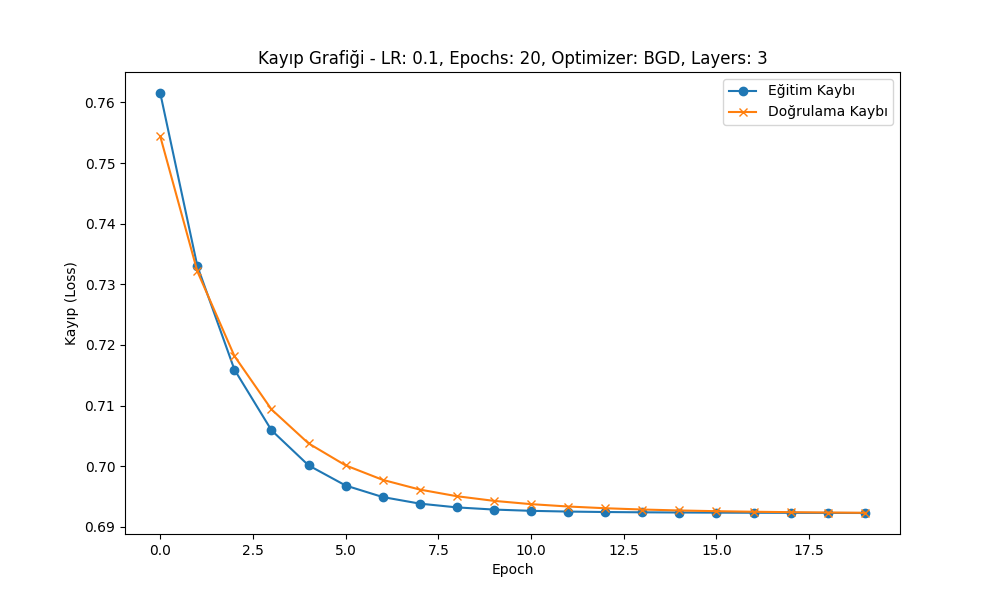 Kayıp Grafiği - LR: 0.1, Epochs: 20, Optimizer: BGD, Layers: 3
Eğitim Kaybı
Doğrulama Kaybı
Kayıp (Loss)
0.76
0.75
0.74
0.73
0.72
0.71
0.70
0.69
0.0 2.5 5.0 7.5 10.0 12.5 15.0 17.5
Epoch